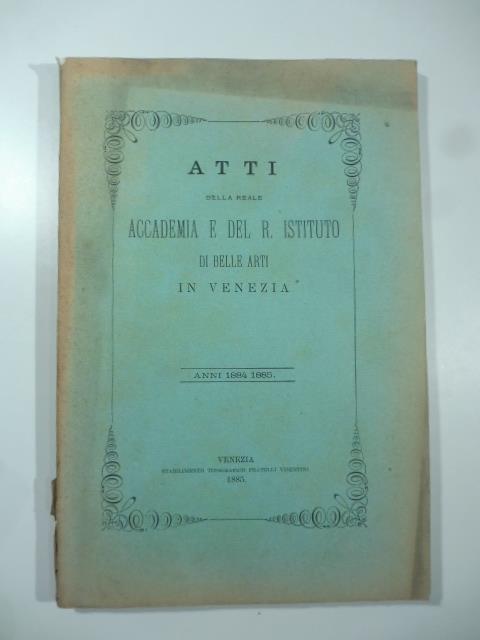 ATTI
DELLA REALE
ACCADEMIA E DEL R. ISTITUTO
DI BELLE ARTI
IN VENEZIA
ANNI 1884 1885.
VENEZIA
STABILIMENTO TIPOGRAFICO FRATELLI VISENTINI
1885.